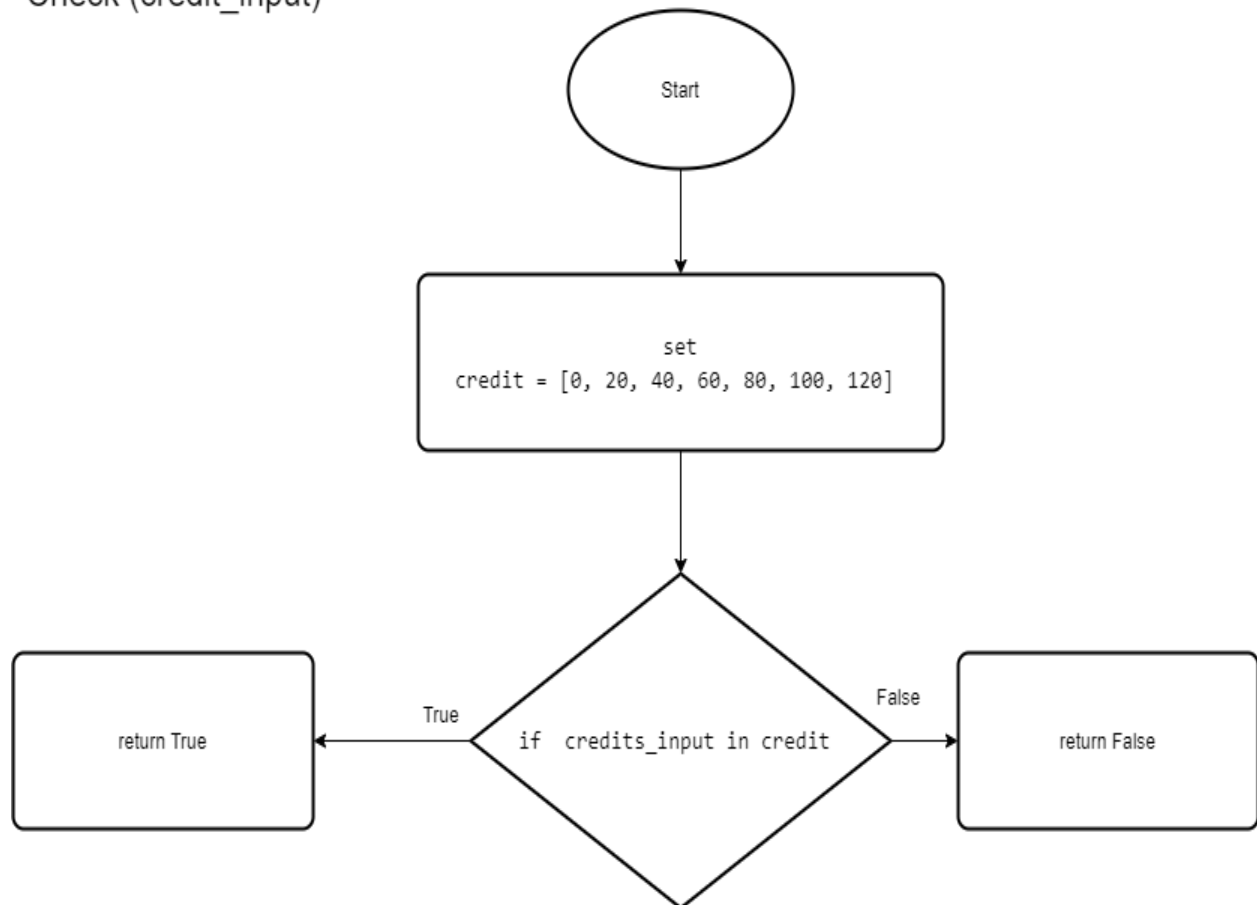 Check (credit_input)
Start
set
credit = [0, 20, 40, 60, 80, 100, 120]
True
False
return True
if credits_input in credit
return False